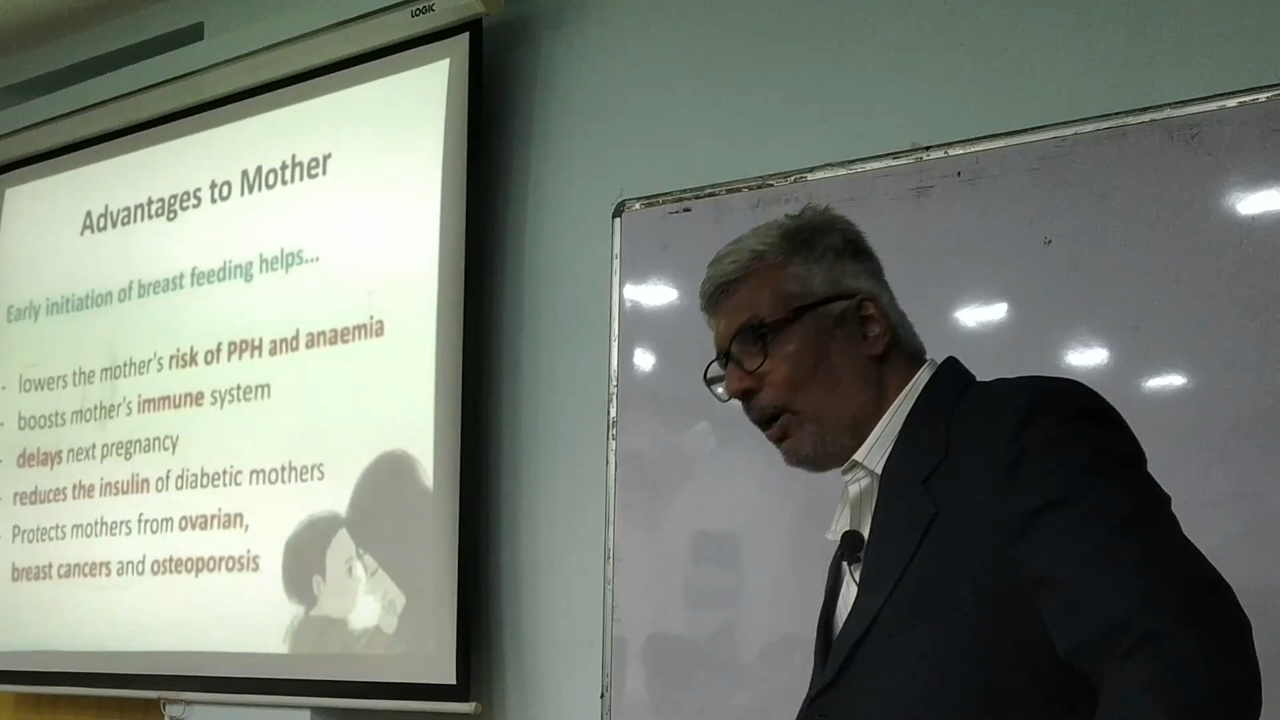 LOGIC
Advantages to Mother
Early initiation of breast feeding helps...
- lowers the mother's risk of PPH and anaemia
- boosts mother's immune system
- delays next pregnancy
- reduces the insulin of diabetic mothers
- Protects mothers from ovarian,
breast cancers and osteoporosis